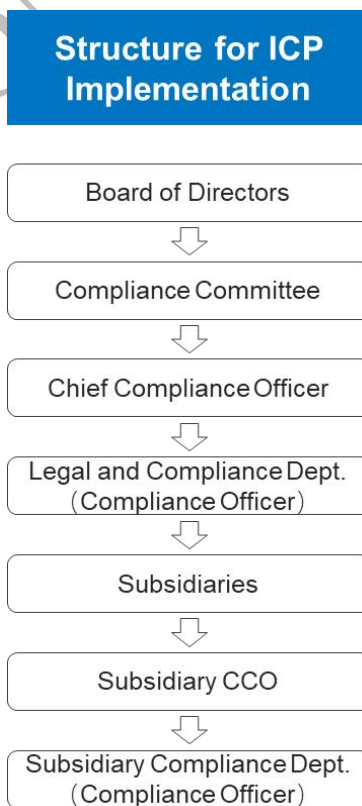 Structure for ICP
Implementation
Board of Directors
Compliance Committee
Chief Compliance Officer
Legal and Compliance Dept.
（Compliance Officer）
Subsidiaries
Subsidiary CCO
Subsidiary Compliance Dept.
（Compliance Officer）